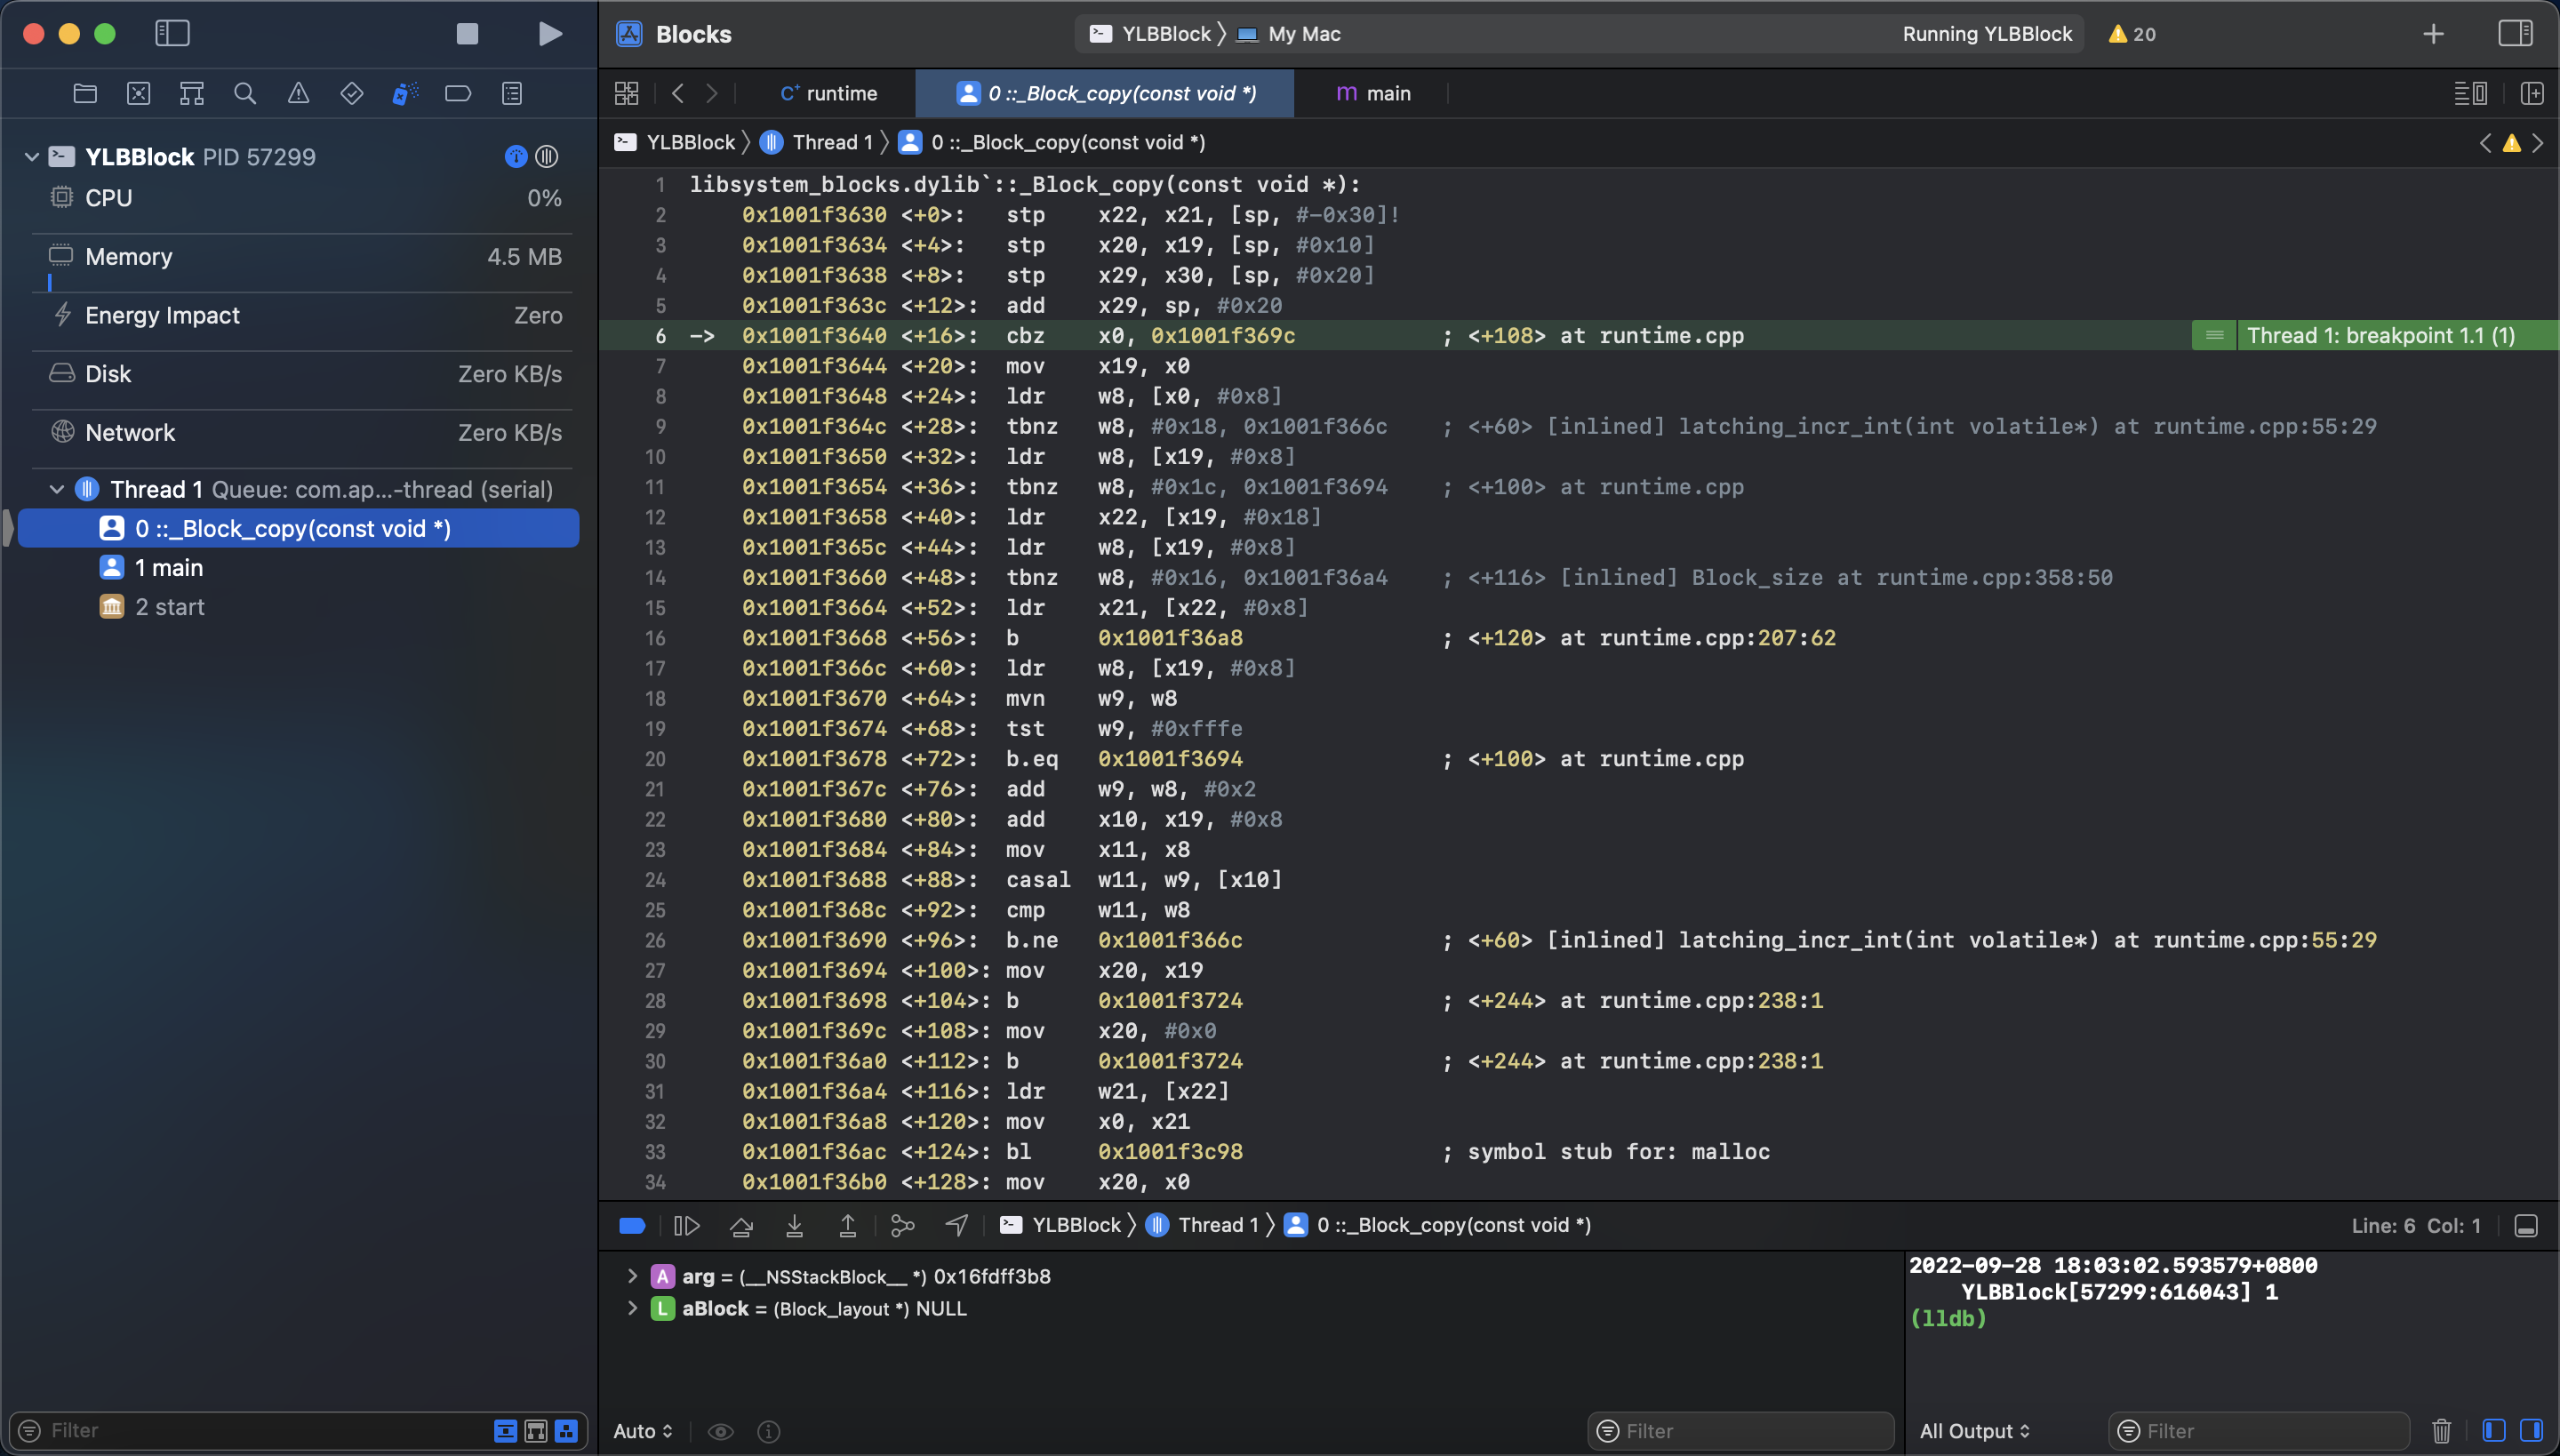 Blocks
YLBBlock
My Mac
Running YLBBlock
20
runtime
0 ::_Block_copy(const void *)
main
YLBBlock
Thread 1
0 ::_Block_copy(const void *)
YLBBlock PID 57299
CPU 0%
Memory 4.5 MB
Energy Impact Zero
Disk Zero KB/s
Network Zero KB/s
Thread 1 Queue: com.ap...-thread (serial)
0 ::_Block_copy(const void *)
1 main
2 start
Filter
1 libsystem_blocks.dylib`::_Block_copy(const void *):
2 0x1001f3630 <+0>: stp x22, x21, [sp, #-0x30]!
3 0x1001f3634 <+4>: stp x20, x19, [sp, #0x10]
4 0x1001f3638 <+8>: stp x29, x30, [sp, #0x20]
5 0x1001f363c <+12>: add x29, sp, #0x20
6 -> 0x1001f3640 <+16>: cbz x0, 0x1001f369c ; <+108> at runtime.cpp Thread 1: breakpoint 1.1 (1)
7 0x1001f3644 <+20>: mov x19, x0
8 0x1001f3648 <+24>: ldr w8, [x0, #0x8]
9 0x1001f364c <+28>: tbnz w8, #0x18, 0x1001f366c ; <+60> [inlined] latching_incr_int(int volatile*) at runtime.cpp:55:29
10 0x1001f3650 <+32>: ldr w8, [x19, #0x8]
11 0x1001f3654 <+36>: tbnz w8, #0x1c, 0x1001f3694 ; <+100> at runtime.cpp
12 0x1001f3658 <+40>: ldr x22, [x19, #0x18]
13 0x1001f365c <+44>: ldr w8, [x19, #0x8]
14 0x1001f3660 <+48>: tbnz w8, #0x16, 0x1001f36a4 ; <+116> [inlined] Block_size at runtime.cpp:358:50
15 0x1001f3664 <+52>: ldr x21, [x22, #0x8]
16 0x1001f3668 <+56>: b 0x1001f36a8 ; <+120> at runtime.cpp:207:62
17 0x1001f366c <+60>: ldr w8, [x19, #0x8]
18 0x1001f3670 <+64>: mvn w9, w8
19 0x1001f3674 <+68>: tst w9, #0xfffe
20 0x1001f3678 <+72>: b.eq 0x1001f3694 ; <+100> at runtime.cpp
21 0x1001f367c <+76>: add w9, w8, #0x2
22 0x1001f3680 <+80>: add x10, x19, #0x8
23 0x1001f3684 <+84>: mov x11, x8
24 0x1001f3688 <+88>: casal w11, w9, [x10]
25 0x1001f368c <+92>: cmp w11, w8
26 0x1001f3690 <+96>: b.ne 0x1001f366c ; <+60> [inlined] latching_incr_int(int volatile*) at runtime.cpp:55:29
27 0x1001f3694 <+100>: mov x20, x19
28 0x1001f3698 <+104>: b 0x1001f3724 ; <+244> at runtime.cpp:238:1
29 0x1001f369c <+108>: mov x20, #0x0
30 0x1001f36a0 <+112>: b 0x1001f3724 ; <+244> at runtime.cpp:238:1
31 0x1001f36a4 <+116>: ldr w21, [x22]
32 0x1001f36a8 <+120>: mov x0, x21
33 0x1001f36ac <+124>: bl 0x1001f3c98 ; symbol stub for: malloc
34 0x1001f36b0 <+128>: mov x20, x0
YLBBlock
Thread 1
0 ::_Block_copy(const void *)
Line: 6 Col: 1
A arg = (__NSStackBlock__ *) 0x16fdff3b8
L aBlock = (Block_layout *) NULL
Auto
Filter
2022-09-28 18:03:02.593579+0800
YLBBlock[57299:616043] 1
(lldb)
All Output
Filter